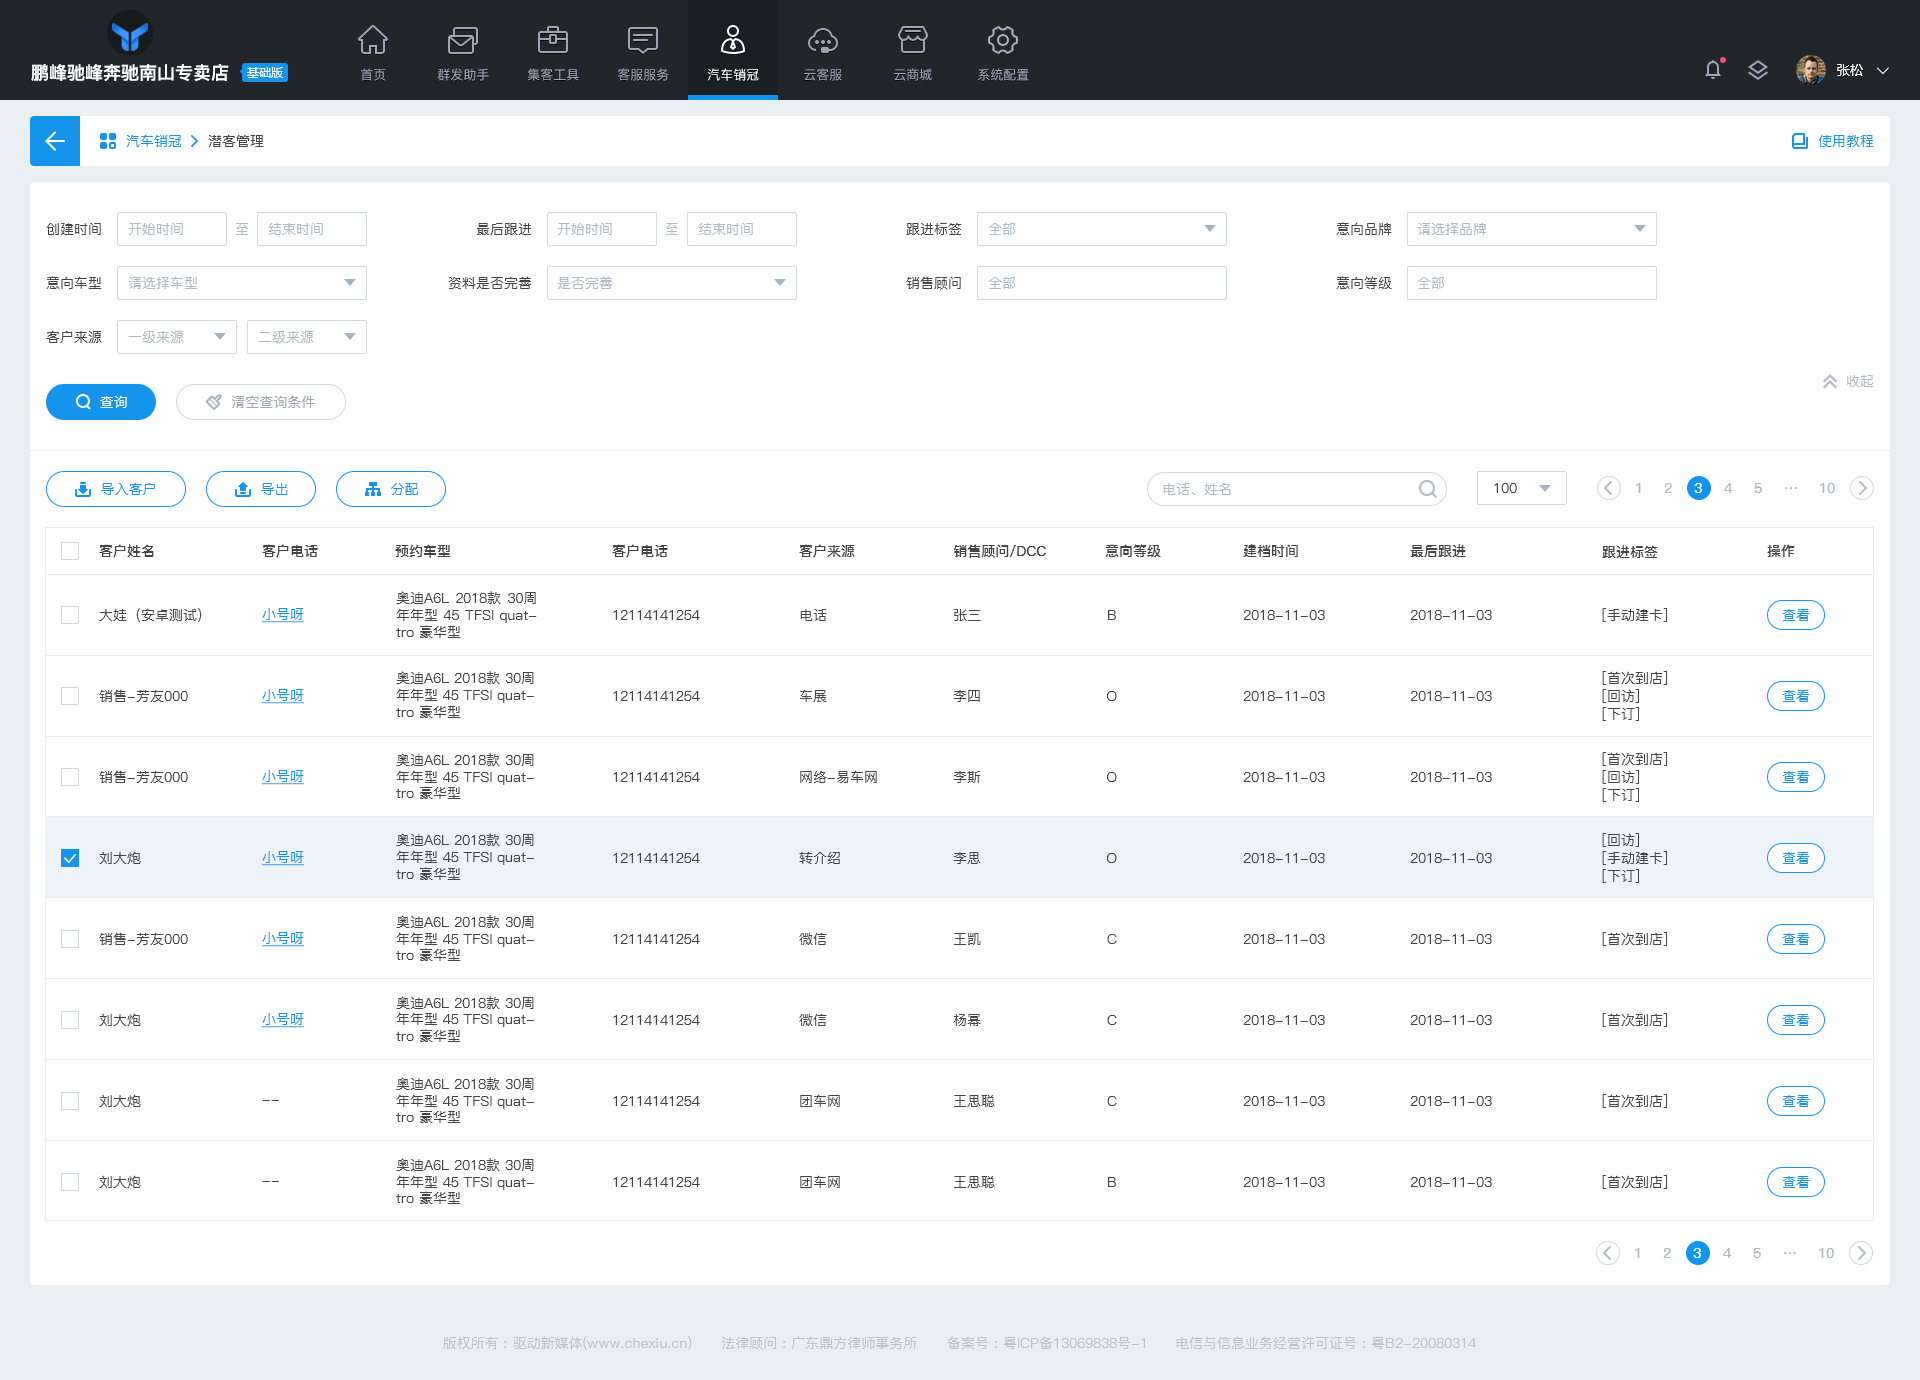 鹏峰驰峰奔驰南山专卖店 基础版
首页 群发助手 集客工具 客服服务 汽车销冠 云客服 云商城 系统配置
张松
汽车销冠 潜客管理 使用教程
创建时间 开始时间 至 结束时间 最后跟进 开始时间 至 结束时间 跟进标签 全部 意向品牌 请选择品牌
意向车型 请选择车型 资料是否完善 是否完善 销售顾问 全部 意向等级 全部
客户来源 一级来源 二级来源
收起
查询 清空查询条件
导入客户 导出 分配 电话、姓名 100 1 2 3 4 5 ··· 10
客户姓名 客户电话 预约车型 客户电话 客户来源 销售顾问/DCC 意向等级 建档时间 最后跟进 跟进标签 操作
奥迪A6L 2018款 30周
大娃（安卓测试） 小号呀 年年型 45 TFSI quat- 12114141254 电话 张三 B 2018-11-03 2018-11-03 [手动建卡] 查看
tro 豪华型
奥迪A6L 2018款 30周 [首次到店]
销售-芳友000 小号呀 年年型 45 TFSI quat- 12114141254 车展 李四 O 2018-11-03 2018-11-03 [回访] 查看
tro 豪华型 [下订]
奥迪A6L 2018款 30周 [首次到店]
销售-芳友000 小号呀 年年型 45 TFSI quat- 12114141254 网络-易车网 李斯 O 2018-11-03 2018-11-03 [回访] 查看
tro 豪华型 [下订]
奥迪A6L 2018款 30周 [回访]
刘大炮 小号呀 年年型 45 TFSI quat- 12114141254 转介绍 李思 O 2018-11-03 2018-11-03 [手动建卡] 查看
tro 豪华型 [下订]
奥迪A6L 2018款 30周
销售-芳友000 小号呀 年年型 45 TFSI quat- 12114141254 微信 王凯 C 2018-11-03 2018-11-03 [首次到店] 查看
tro 豪华型
奥迪A6L 2018款 30周
刘大炮 小号呀 年年型 45 TFSI quat- 12114141254 微信 杨幂 C 2018-11-03 2018-11-03 [首次到店] 查看
tro 豪华型
奥迪A6L 2018款 30周
刘大炮 -- 年年型 45 TFSI quat- 12114141254 团车网 王思聪 C 2018-11-03 2018-11-03 [首次到店] 查看
tro 豪华型
奥迪A6L 2018款 30周
刘大炮 -- 年年型 45 TFSI quat- 12114141254 团车网 王思聪 B 2018-11-03 2018-11-03 [首次到店] 查看
tro 豪华型
1 2 3 4 5 ··· 10
版权所有：驱动新媒体(www.chexiu.cn) 法律顾问：广东鼎方律师事务所 备案号：粤ICP备13069838号-1 电信与信息业务经营许可证号：粤B2-20080314